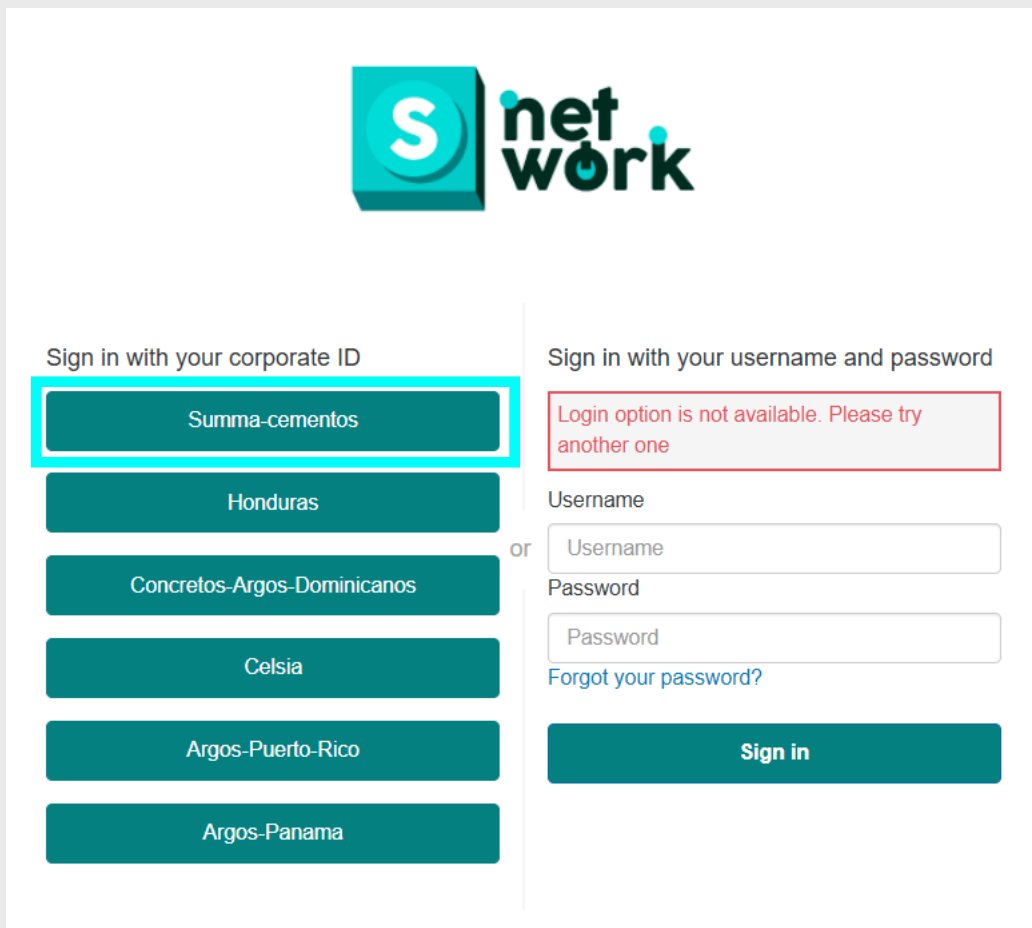 S
net
work
Sign in with your corporate ID
Summa-cementos
Honduras
Concretos-Argos-Dominicanos
Celsia
Argos-Puerto-Rico
Argos-Panama
or
Sign in with your username and password
Login option is not available. Please try
another one
Username
Username
Password
Password
Forgot your password?
Sign in